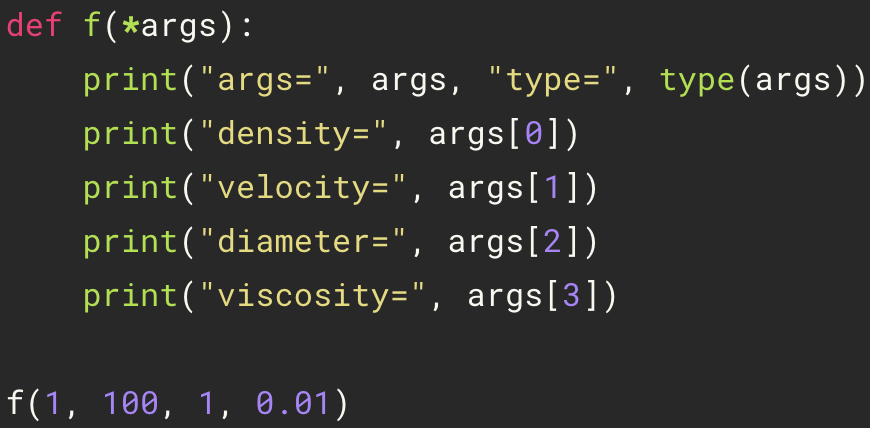 def f(*args):
    print("args=", args, "type=", type(args))
    print("density=", args[0])
    print("velocity=", args[1])
    print("diameter=", args[2])
    print("viscosity=", args[3])

f(1, 100, 1, 0.01)